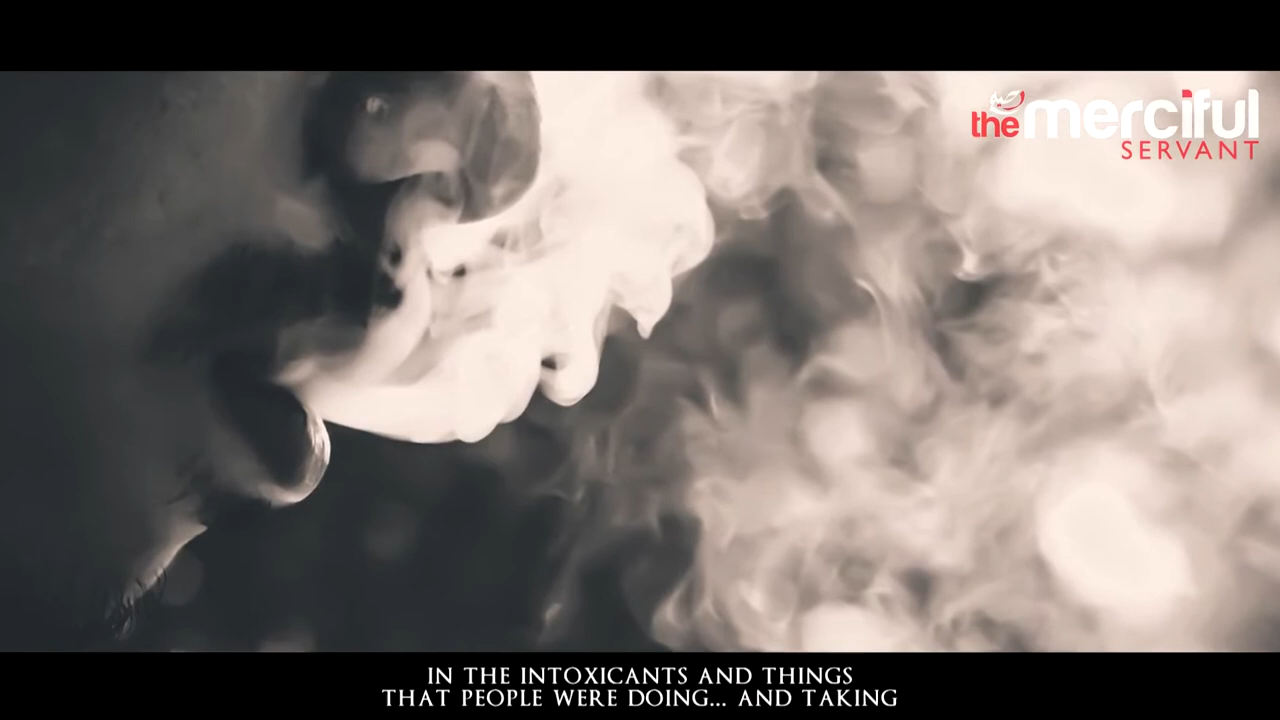 the merciful
SERVANT
IN THE INTOXICANTS AND THINGS
THAT PEOPLE WERE DOING... AND TAKING